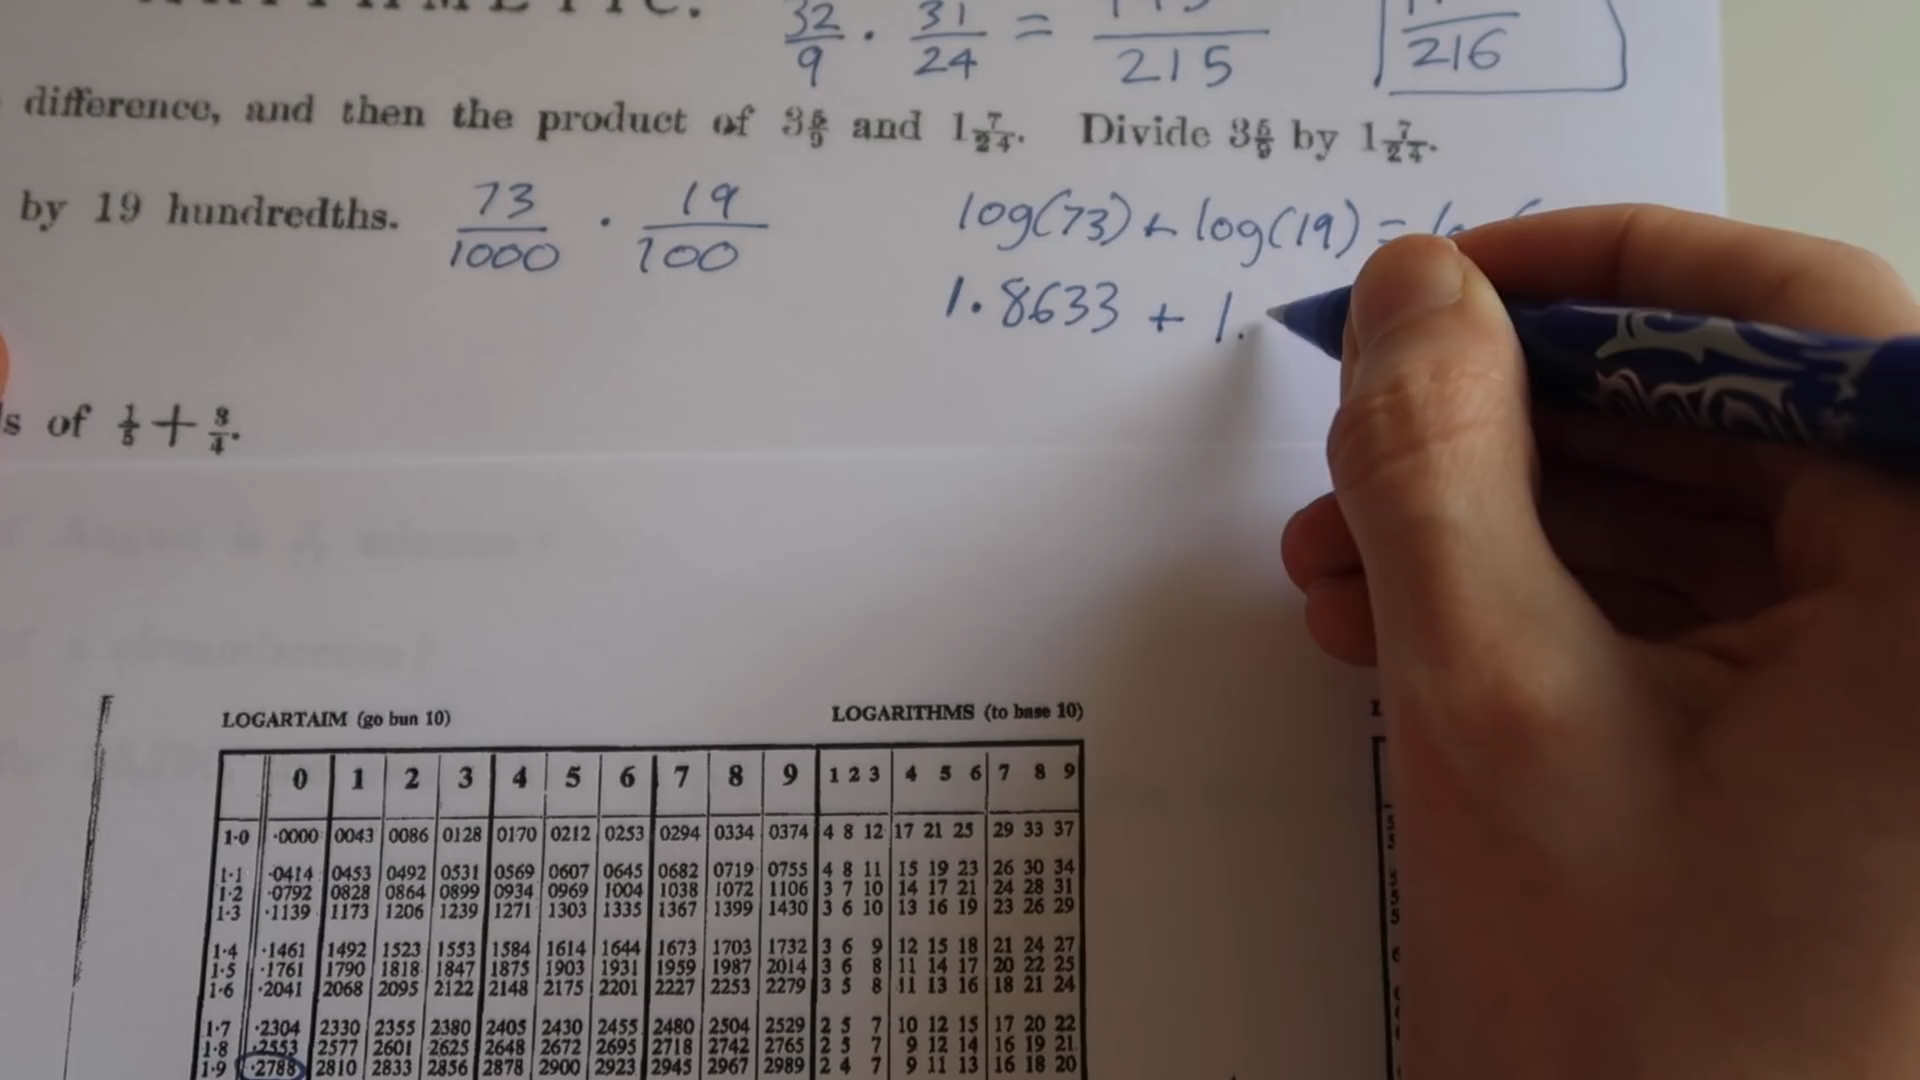 ARITHMETIC.
32/9 · 31/24 = /215
/216
difference, and then the product of 3 5/9 and 1 7/24. Divide 3 5/9 by 1 7/24.
by 19 hundredths. 73/1000 · 19/100
log(73) + log(19) =
1.8633 + 1.
s of 1/5 + 3/4.
LOGARTAIM (go bun 10) LOGARITHMS (to base 10)
0 1 2 3 4 5 6 7 8 9 1 2 3 4 5 6 7 8 9
1·0 ·0000 0043 0086 0128 0170 0212 0253 0294 0334 0374 4 8 12 17 21 25 29 33 37
1·1 ·0414 0453 0492 0531 0569 0607 0645 0682 0719 0755 4 8 11 15 19 23 26 30 34
1·2 ·0792 0828 0864 0899 0934 0969 1004 1038 1072 1106 3 7 10 14 17 21 24 28 31
1·3 ·1139 1173 1206 1239 1271 1303 1335 1367 1399 1430 3 6 10 13 16 19 23 26 29
1·4 ·1461 1492 1523 1553 1584 1614 1644 1673 1703 1732 3 6 9 12 15 18 21 24 27
1·5 ·1761 1790 1818 1847 1875 1903 1931 1959 1987 2014 3 6 8 11 14 17 20 22 25
1·6 ·2041 2068 2095 2122 2148 2175 2201 2227 2253 2279 3 5 8 11 13 16 18 21 24
1·7 ·2304 2330 2355 2380 2405 2430 2455 2480 2504 2529 2 5 7 10 12 15 17 20 22
1·8 ·2553 2577 2601 2625 2648 2672 2695 2718 2742 2765 2 5 7 9 12 14 16 19 21
1·9 ·2788 2810 2833 2856 2878 2900 2923 2945 2967 2989 2 4 7 9 11 13 16 18 20